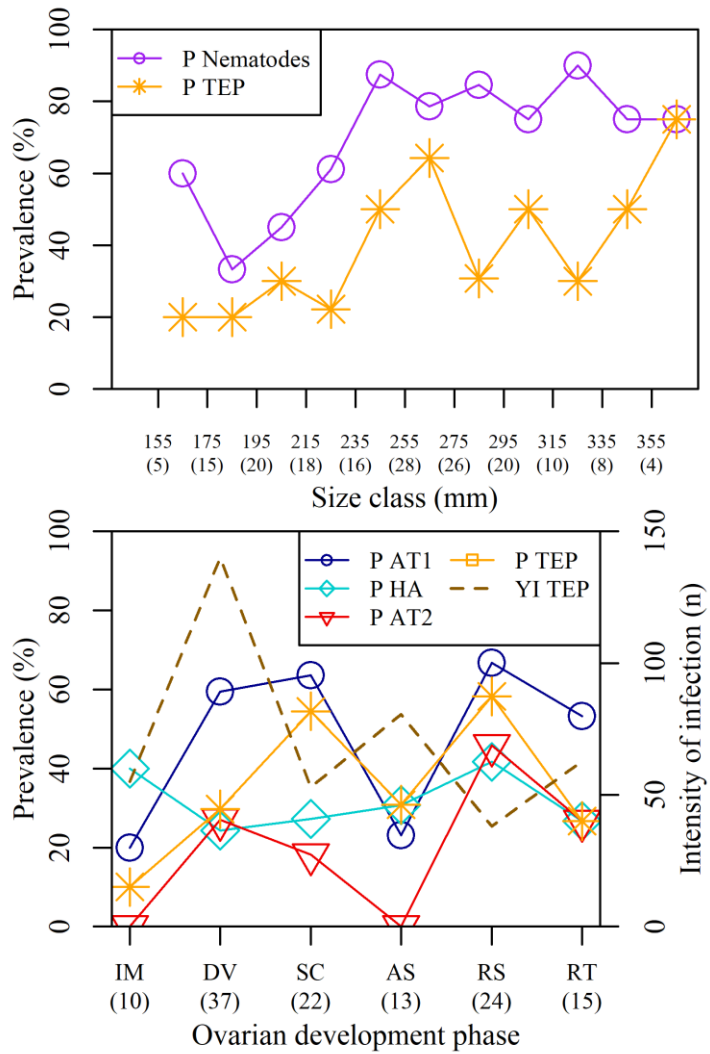 P Nematodes
P TEP
Prevalence (%)
0 20 40 60 80 100
155 175 195 215 235 255 275 295 315 335 355
(5) (15) (20) (18) (16) (28) (26) (20) (10) (8) (4)
Size class (mm)
P AT1 P TEP
P HA YI TEP
P AT2
Prevalence (%)
0 20 40 60 80 100
Intensity of infection (n)
0 50 100 150
IM DV SC AS RS RT
(10) (37) (22) (13) (24) (15)
Ovarian development phase